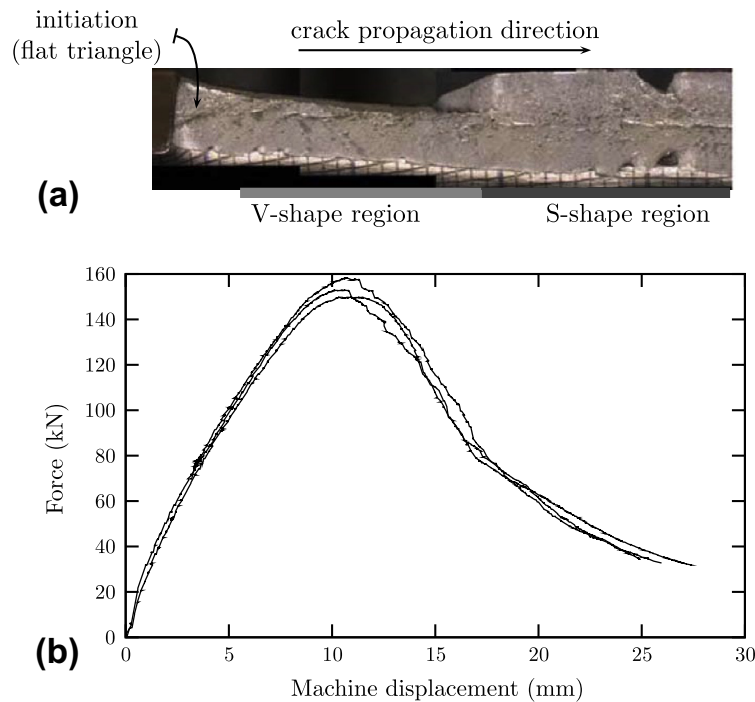 initiation
(flat triangle)
crack propagation direction
(a)
V-shape region
S-shape region
160
140
120
100
80
60
40
20
0
Force (kN)
(b)
0
5
10
15
20
25
30
Machine displacement (mm)